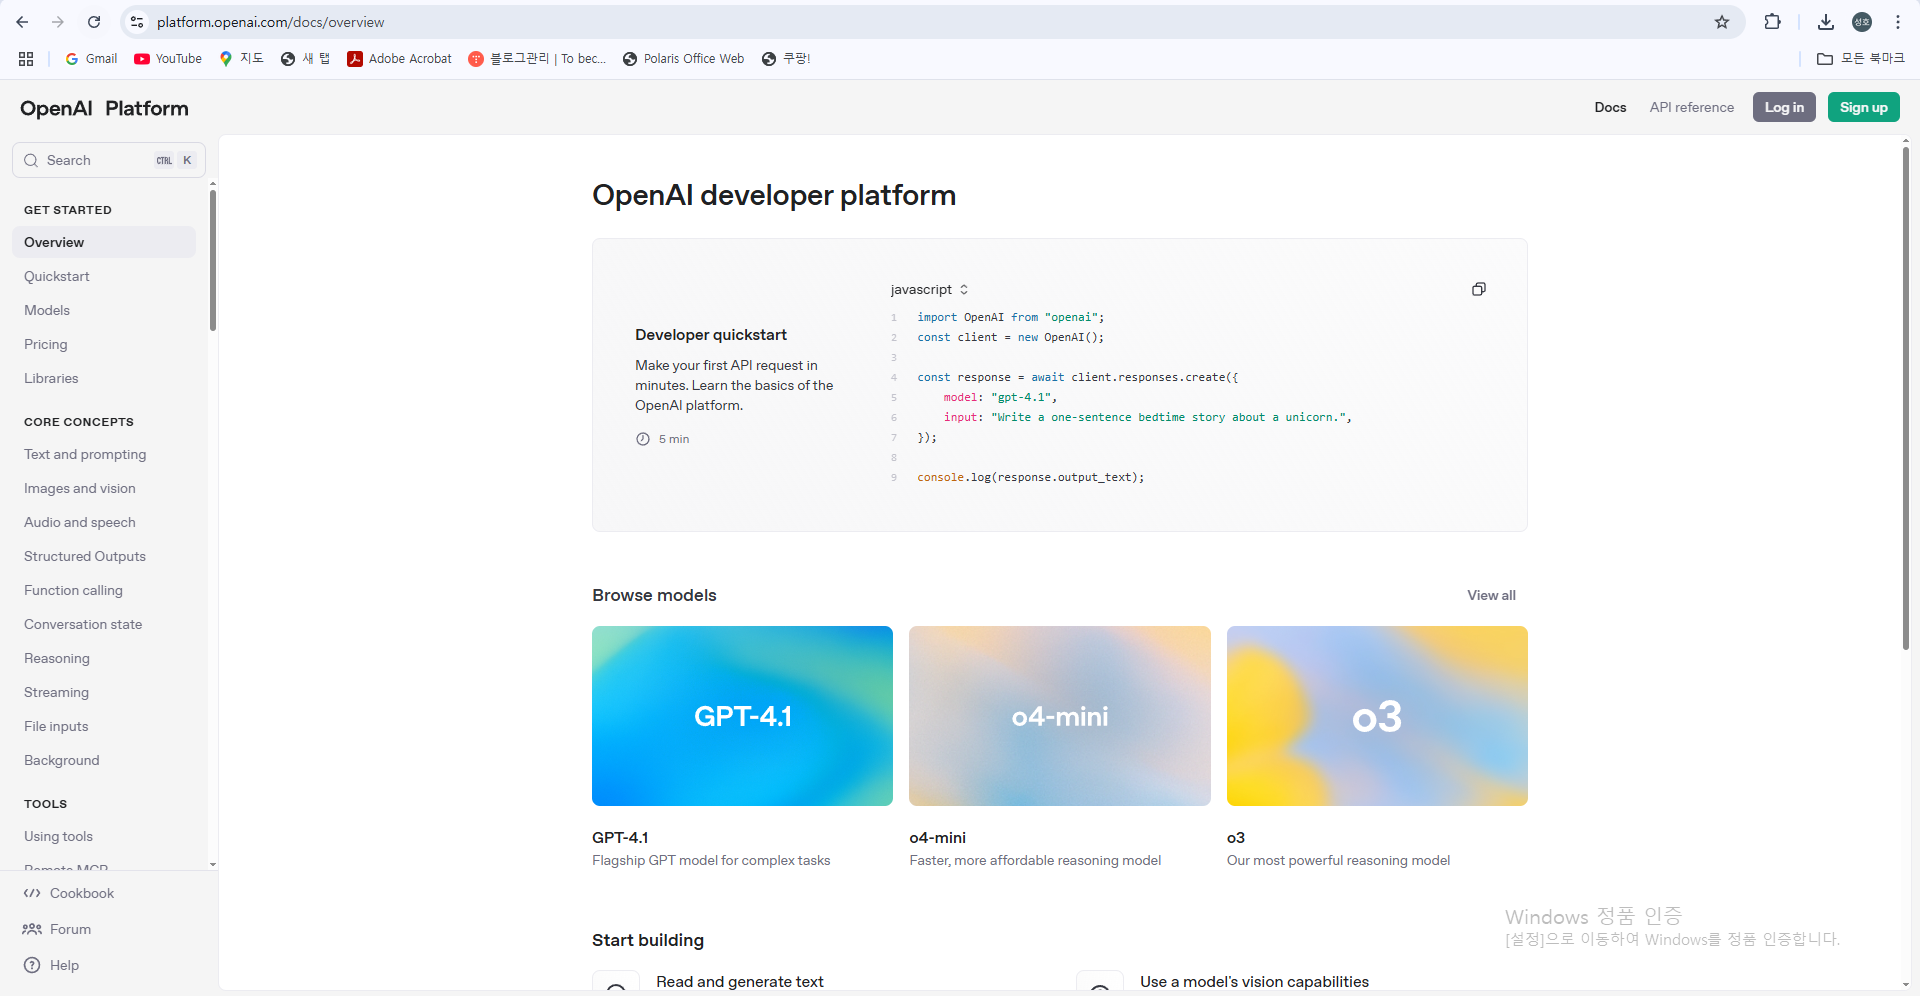 platform.openai.com/docs/overview
성호
Gmail
YouTube
지도
새 탭
Adobe Acrobat
블로그관리 | To bec...
Polaris Office Web
쿠팡!
모든 북마크
OpenAI Platform
Docs
API reference
Log in
Sign up
Search
CTRL K
GET STARTED
Overview
Quickstart
Models
Pricing
Libraries
CORE CONCEPTS
Text and prompting
Images and vision
Audio and speech
Structured Outputs
Function calling
Conversation state
Reasoning
Streaming
File inputs
Background
TOOLS
Using tools
Remote MCP
Cookbook
Forum
Help
OpenAI developer platform
Developer quickstart
Make your first API request in
minutes. Learn the basics of the
OpenAI platform.
5 min
javascript
1 import OpenAI from "openai";
2 const client = new OpenAI();
3
4 const response = await client.responses.create({
5 model: "gpt-4.1",
6 input: "Write a one-sentence bedtime story about a unicorn.",
7 });
8
9 console.log(response.output_text);
Browse models
View all
GPT-4.1
o4-mini
o3
GPT-4.1
Flagship GPT model for complex tasks
o4-mini
Faster, more affordable reasoning model
o3
Our most powerful reasoning model
Start building
Read and generate text
Use a model's vision capabilities
Windows 정품 인증
[설정]으로 이동하여 Windows를 정품 인증합니다.